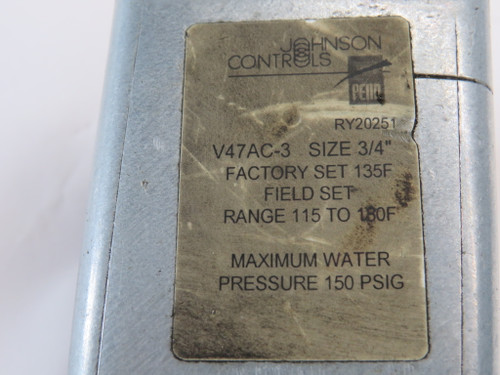 JOHNSON
CONTROLS
PENN
RY20251
V47AC-3 SIZE 3/4"
FACTORY SET 135F
FIELD SET
RANGE 115 TO 180F
MAXIMUM WATER
PRESSURE 150 PSIG